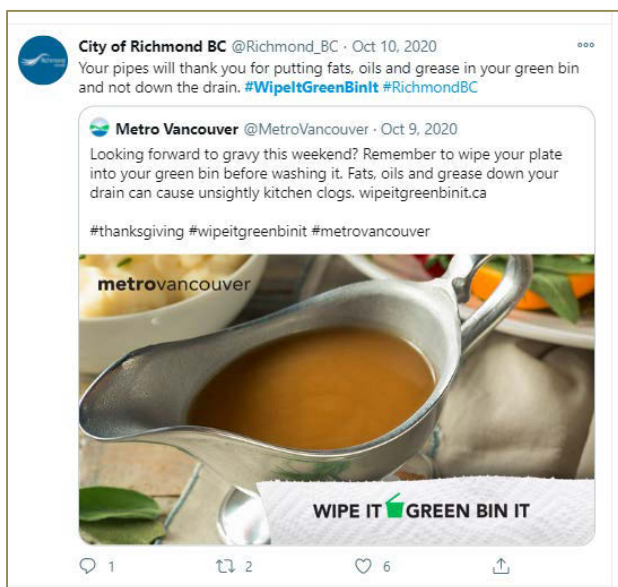 City of Richmond BC @Richmond_BC · Oct 10, 2020
Your pipes will thank you for putting fats, oils and grease in your green bin
and not down the drain. #WipeItGreenBinIt #RichmondBC
Metro Vancouver @MetroVancouver · Oct 9, 2020
Looking forward to gravy this weekend? Remember to wipe your plate
into your green bin before washing it. Fats, oils and grease down your
drain can cause unsightly kitchen clogs. wipeitgreenbinit.ca
#thanksgiving #wipeitgreenbinit #metrovancouver
metrovancouver
WIPE IT GREEN BIN IT
1 2 6